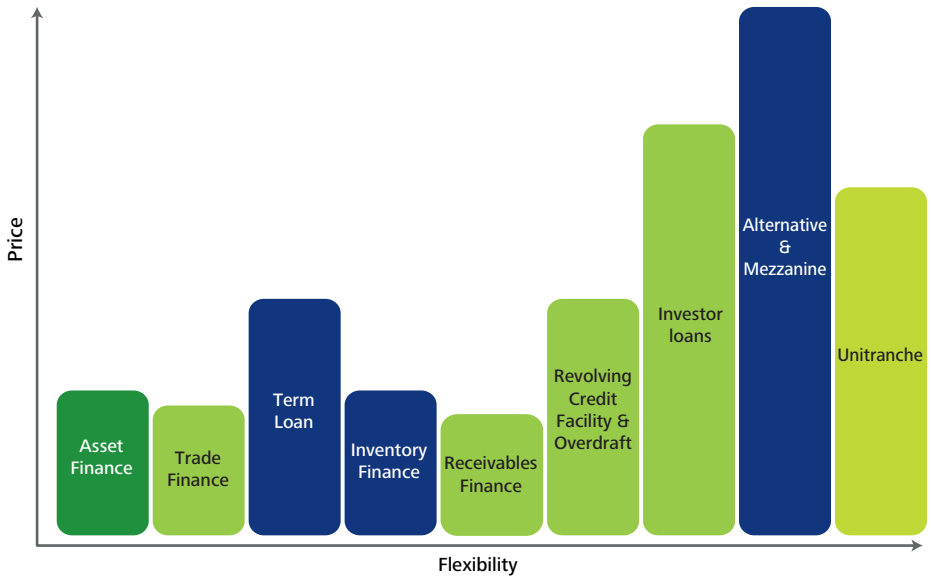 Price
Asset
Finance
Trade
Finance
Term
Loan
Inventory
Finance
Receivables
Finance
Revolving
Credit
Facility &
Overdraft
Investor
loans
Alternative
&
Mezzanine
Unitranche
Flexibility